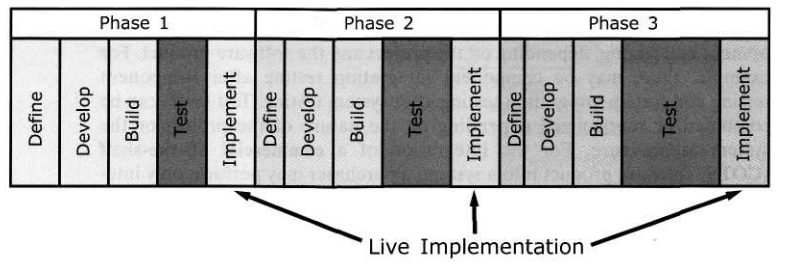 Phase 1 Phase 2 Phase 3
Define Develop Build Test Implement Define Develop Build Test Implement Define Develop Build Test Implement
Live Implementation